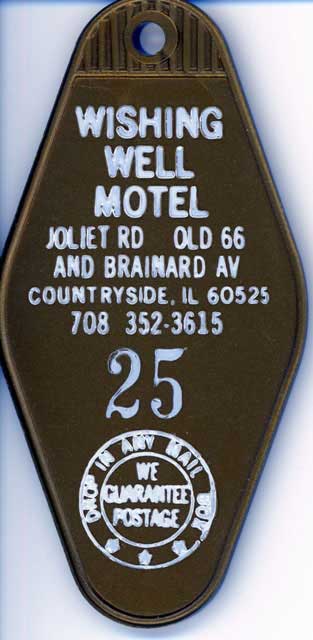 WISHING
WELL
MOTEL
JOLIET RD OLD 66
AND BRAINARD AV
COUNTRYSIDE, IL 60525
708 352-3615
25
DROP IN ANY MAIL BOX
WE
GUARANTEE
POSTAGE